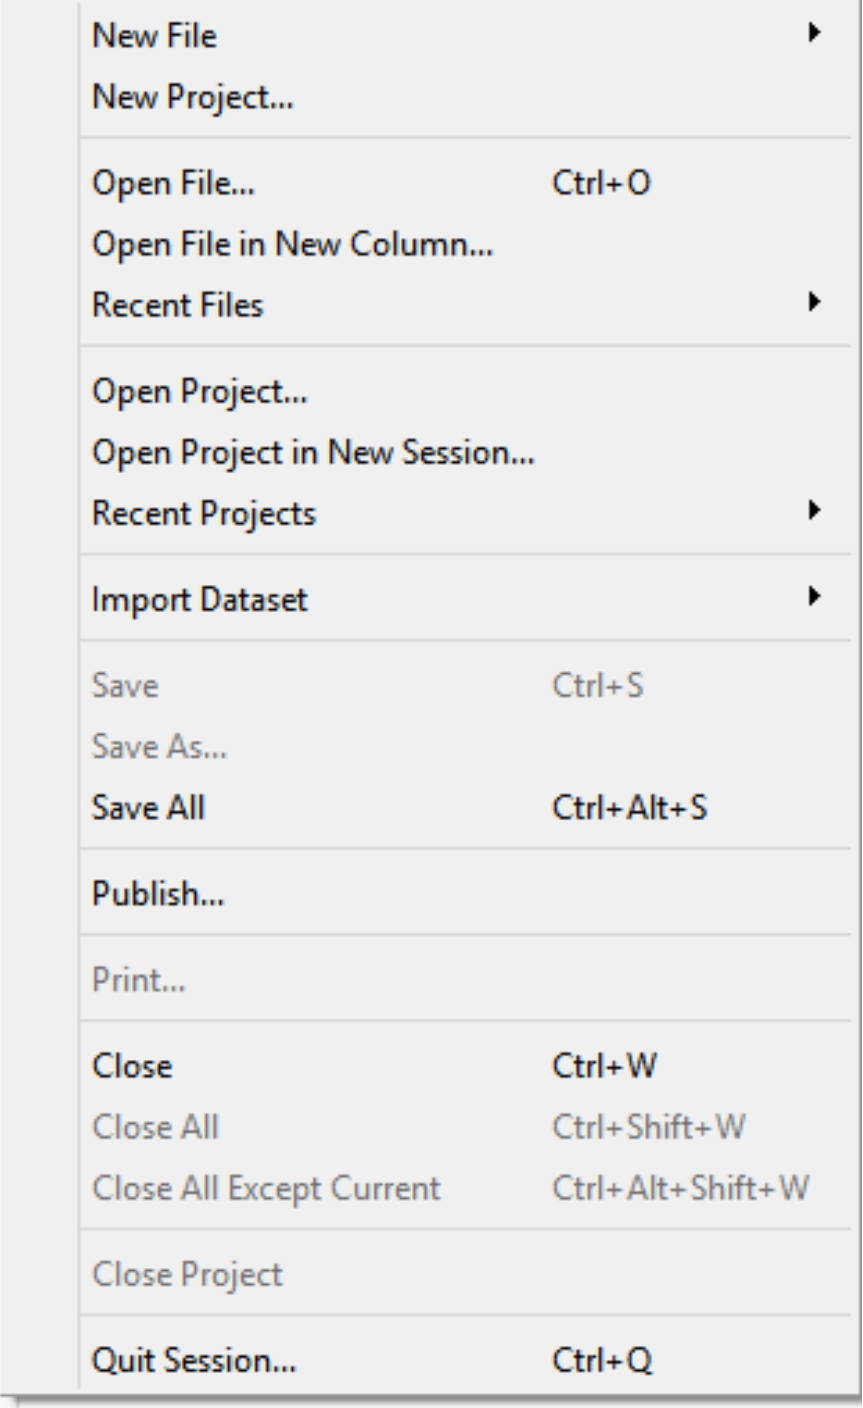 New File
New Project...
Open File... Ctrl+O
Open File in New Column...
Recent Files
Open Project...
Open Project in New Session...
Recent Projects
Import Dataset
Save Ctrl+S
Save As...
Save All Ctrl+Alt+S
Publish...
Print...
Close Ctrl+W
Close All Ctrl+Shift+W
Close All Except Current Ctrl+Alt+Shift+W
Close Project
Quit Session... Ctrl+Q